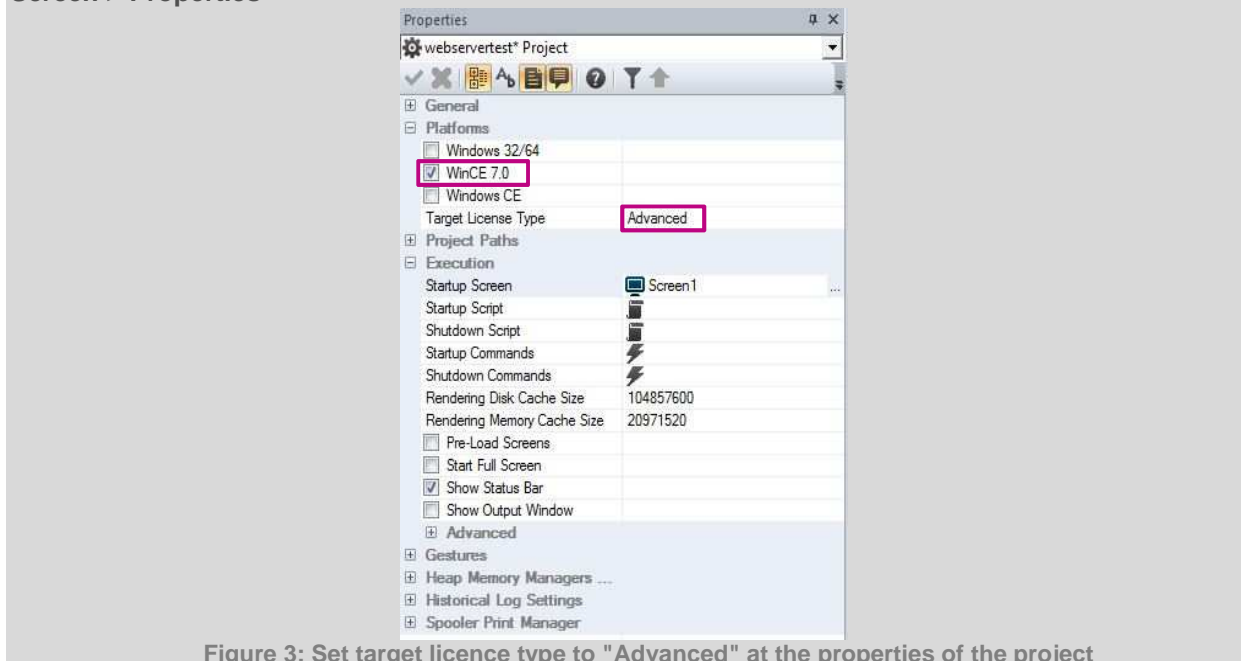 Screen > Properties
Properties
webservertest* Project
General
Platforms
Windows 32/64
WinCE 7.0
Windows CE
Target License Type Advanced
Project Paths
Execution
Startup Screen Screen1 ...
Startup Script
Shutdown Script
Startup Commands
Shutdown Commands
Rendering Disk Cache Size 104857600
Rendering Memory Cache Size 20971520
Pre-Load Screens
Start Full Screen
Show Status Bar
Show Output Window
Advanced
Gestures
Heap Memory Managers ...
Historical Log Settings
Spooler Print Manager
Figure 3: Set target licence type to "Advanced" at the properties of the project